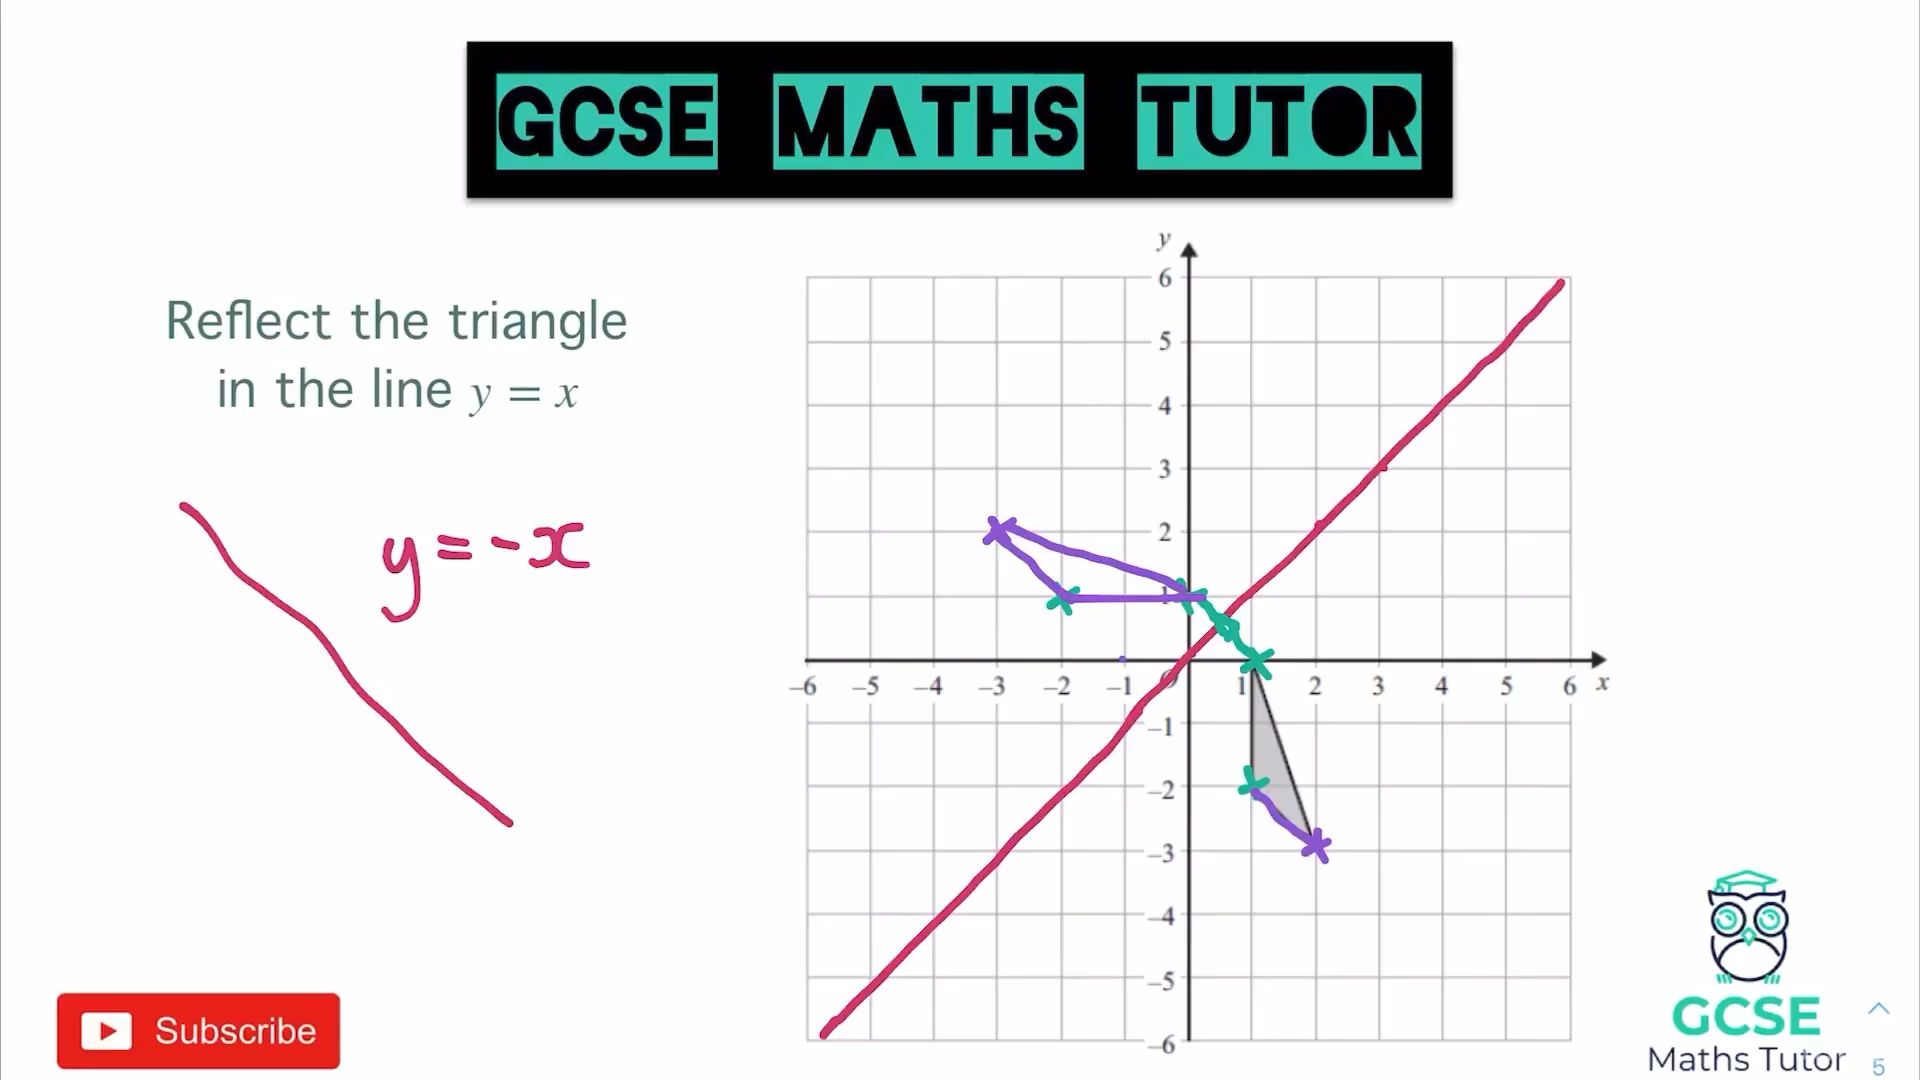 GCSE MATHS TUTOR
Reflect the triangle
in the line y = x
y = -x
y
6
5
4
3
2
1
–6 –5 –4 –3 –2 –1 O 1 2 3 4 5 6 x
–1
–2
–3
–4
–5
–6
Subscribe
GCSE
Maths Tutor
5